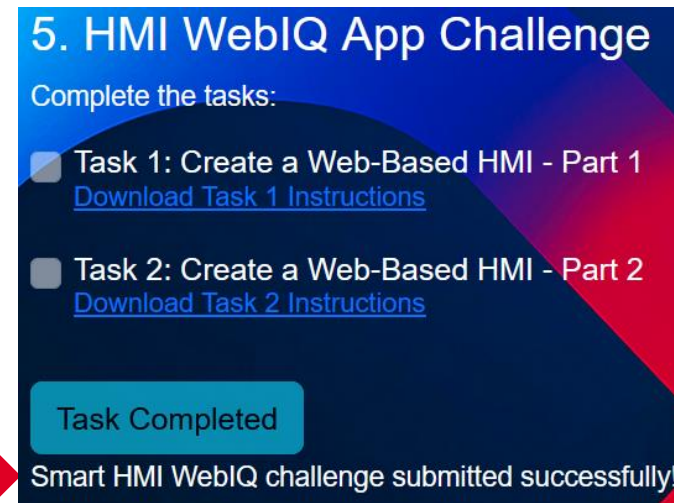 5. HMI WebIQ App Challenge
Complete the tasks:
Task 1: Create a Web-Based HMI - Part 1
Download Task 1 Instructions
Task 2: Create a Web-Based HMI - Part 2
Download Task 2 Instructions
Task Completed
Smart HMI WebIQ challenge submitted successfully!